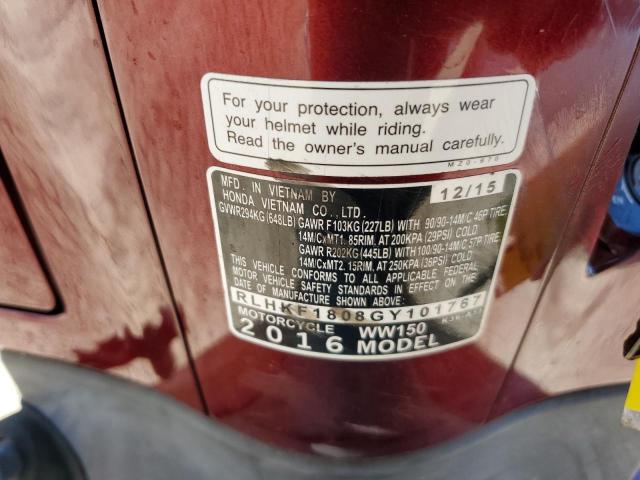 For your protection, always wear
your helmet while riding.
Read the owner's manual carefully.
MZ0-670
MFD. IN VIETNAM BY 12/15
HONDA VIETNAM CO., LTD.
GVWR294KG (648LB) GAWR F103KG (227LB) WITH 90/90-14M/C 46P TIRE
14M/CxMT1.85RIM, AT 200KPA (29PSI) COLD
GAWR R202KG (445LB) WITH100/90-14M/C 57P TIRE,
14M/CxMT2.15RIM, AT 250KPA (36PSI) COLD
THIS VEHICLE CONFORMS TO ALL APPLICABLE FEDERAL
MOTOR VEHICLE SAFETY STANDARDS IN EFFECT ON
THE DATE OF MANUFACTURE SHOWN ABOVE:
RLHKF1808GY101767
MOTORCYCLE WW150
2016 MODEL